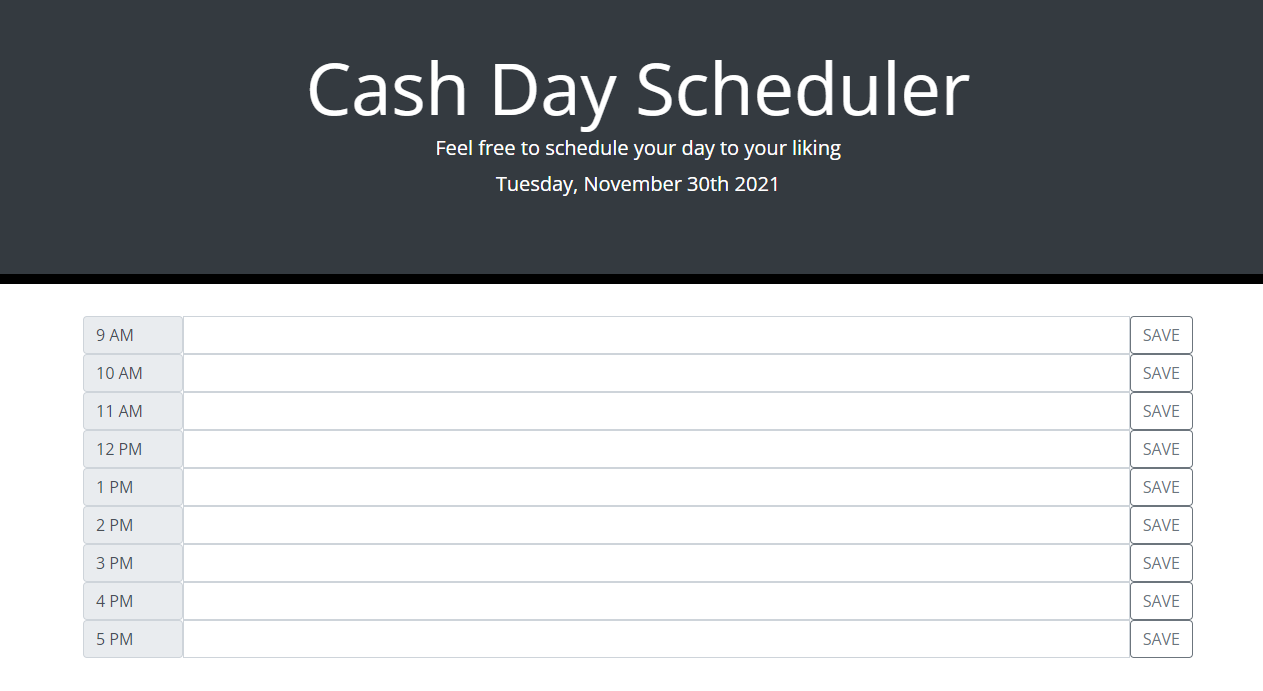 Cash Day Scheduler
Feel free to schedule your day to your liking
Tuesday, November 30th 2021
9 AM SAVE
10 AM SAVE
11 AM SAVE
12 PM SAVE
1 PM SAVE
2 PM SAVE
3 PM SAVE
4 PM SAVE
5 PM SAVE